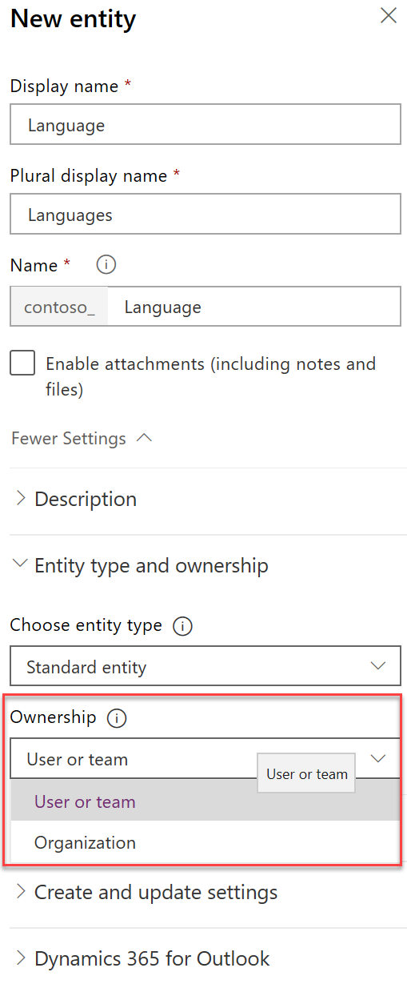 New entity
Display name *
Language
Plural display name *
Languages
Name *
contoso_ Language
Enable attachments (including notes and
files)
Fewer Settings
Description
Entity type and ownership
Choose entity type
Standard entity
Ownership
User or team
User or team
User or team
Organization
Create and update settings
Dynamics 365 for Outlook